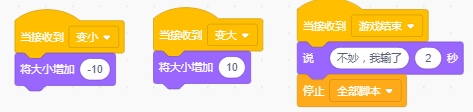 当接收到 变小
将大小增加 -10
当接收到 变大
将大小增加 10
当接收到 游戏结束
说 不妙，我输了 2 秒
停止 全部脚本